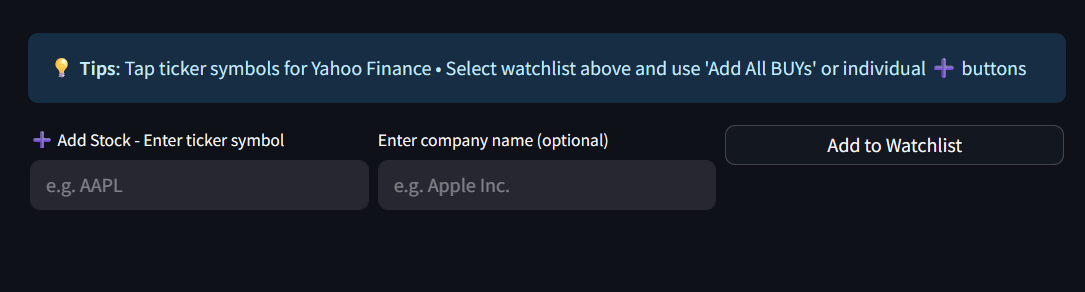 💡 Tips: Tap ticker symbols for Yahoo Finance • Select watchlist above and use 'Add All BUYs' or individual ➕ buttons
➕ Add Stock - Enter ticker symbol
Enter company name (optional)
Add to Watchlist
e.g. AAPL
e.g. Apple Inc.